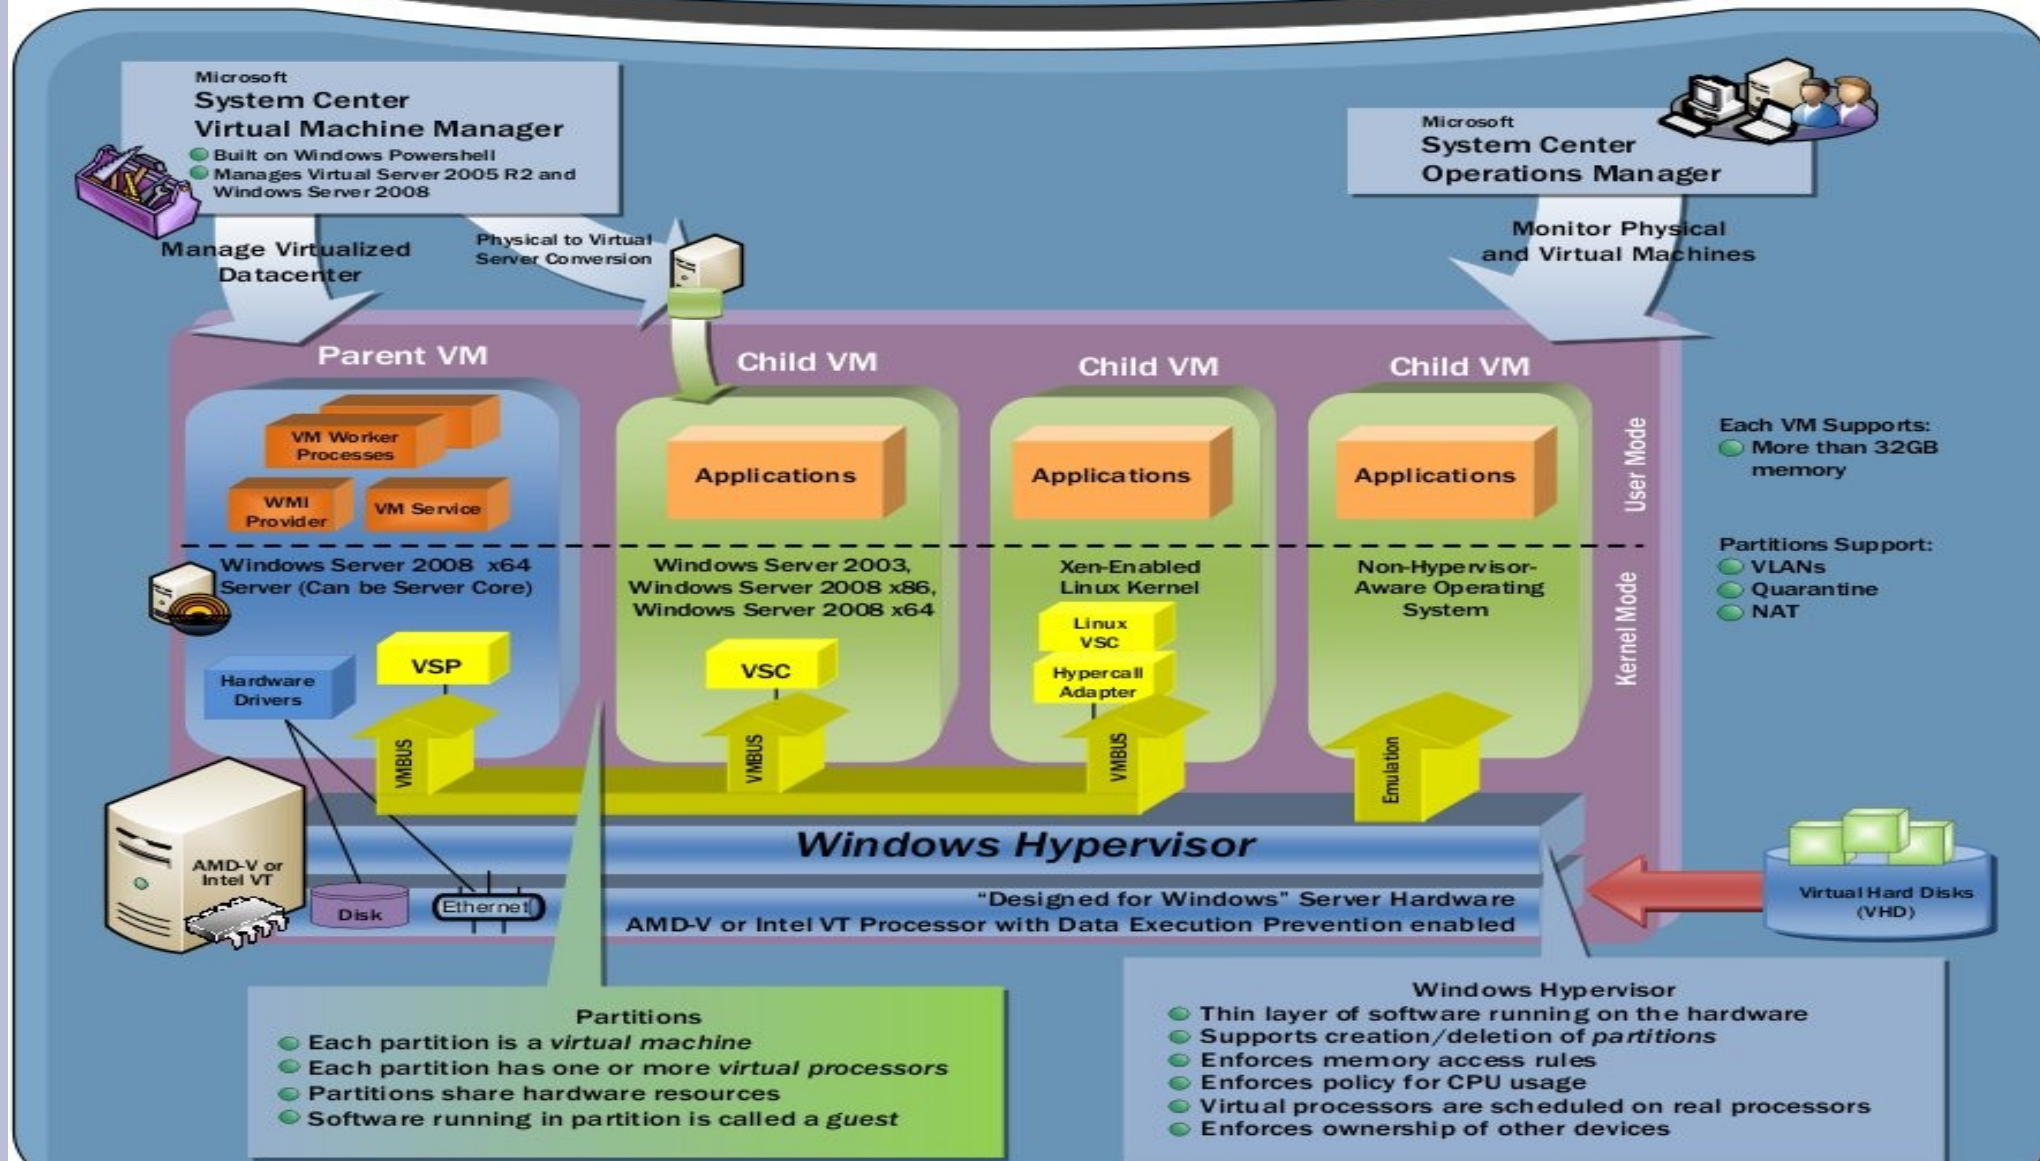 Microsoft
System Center
Virtual Machine Manager
Built on Windows Powershell
Manages Virtual Server 2005 R2 and
Windows Server 2008
Microsoft
System Center
Operations Manager
Manage Virtualized
Datacenter
Physical to Virtual
Server Conversion
Monitor Physical
and Virtual Machines
Parent VM
Child VM
Child VM
Child VM
VM Worker
Processes
WMI
Provider
VM Service
Applications
Applications
Applications
User Mode
Each VM Supports:
More than 32GB
memory
Windows Server 2008 x64
Server (Can be Server Core)
Windows Server 2003,
Windows Server 2008 x86,
Windows Server 2008 x64
Xen-Enabled
Linux Kernel
Non-Hypervisor-
Aware Operating
System
Kernel Mode
Partitions Support:
VLANs
Quarantine
NAT
Hardware
Drivers
VSP
VSC
Linux
VSC
Hypercall
Adapter
VMBUS
VMBUS
VMBUS
Emulation
Windows Hypervisor
AMD-V or
Intel VT
Disk
Ethernet
"Designed for Windows" Server Hardware
AMD-V or Intel VT Processor with Data Execution Prevention enabled
Virtual Hard Disks
(VHD)
Partitions
Each partition is a virtual machine
Each partition has one or more virtual processors
Partitions share hardware resources
Software running in partition is called a guest
Windows Hypervisor
Thin layer of software running on the hardware
Supports creation/deletion of partitions
Enforces memory access rules
Enforces policy for CPU usage
Virtual processors are scheduled on real processors
Enforces ownership of other devices